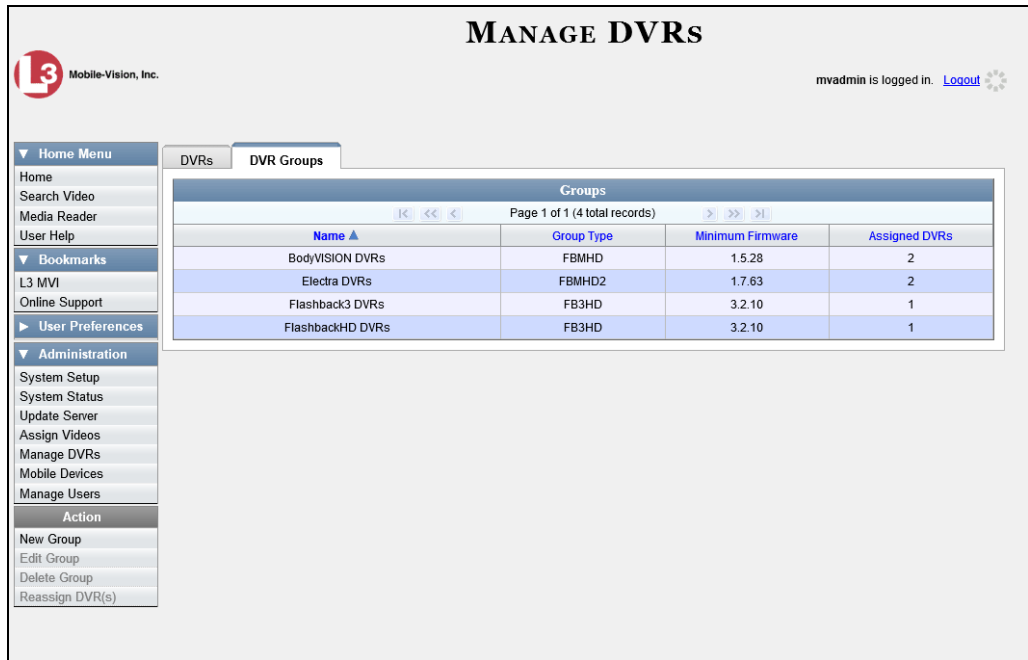 MANAGE DVRS
L3 Mobile-Vision, Inc.
mvadmin is logged in. Logout
▼ Home Menu
Home
Search Video
Media Reader
User Help
▼ Bookmarks
L3 MVI
Online Support
► User Preferences
▼ Administration
System Setup
System Status
Update Server
Assign Videos
Manage DVRs
Mobile Devices
Manage Users
Action
New Group
Edit Group
Delete Group
Reassign DVR(s)
DVRs DVR Groups
Groups
|< << < Page 1 of 1 (4 total records) > >> >|
Name ▲ Group Type Minimum Firmware Assigned DVRs
BodyVISION DVRs FBMHD 1.5.28 2
Electra DVRs FBMHD2 1.7.63 2
Flashback3 DVRs FB3HD 3.2.10 1
FlashbackHD DVRs FB3HD 3.2.10 1